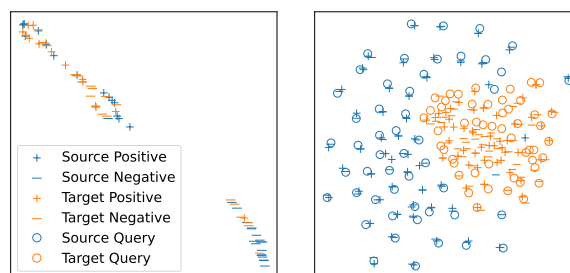 Source Positive
Source Negative
Target Positive
Target Negative
Source Query
Target Query